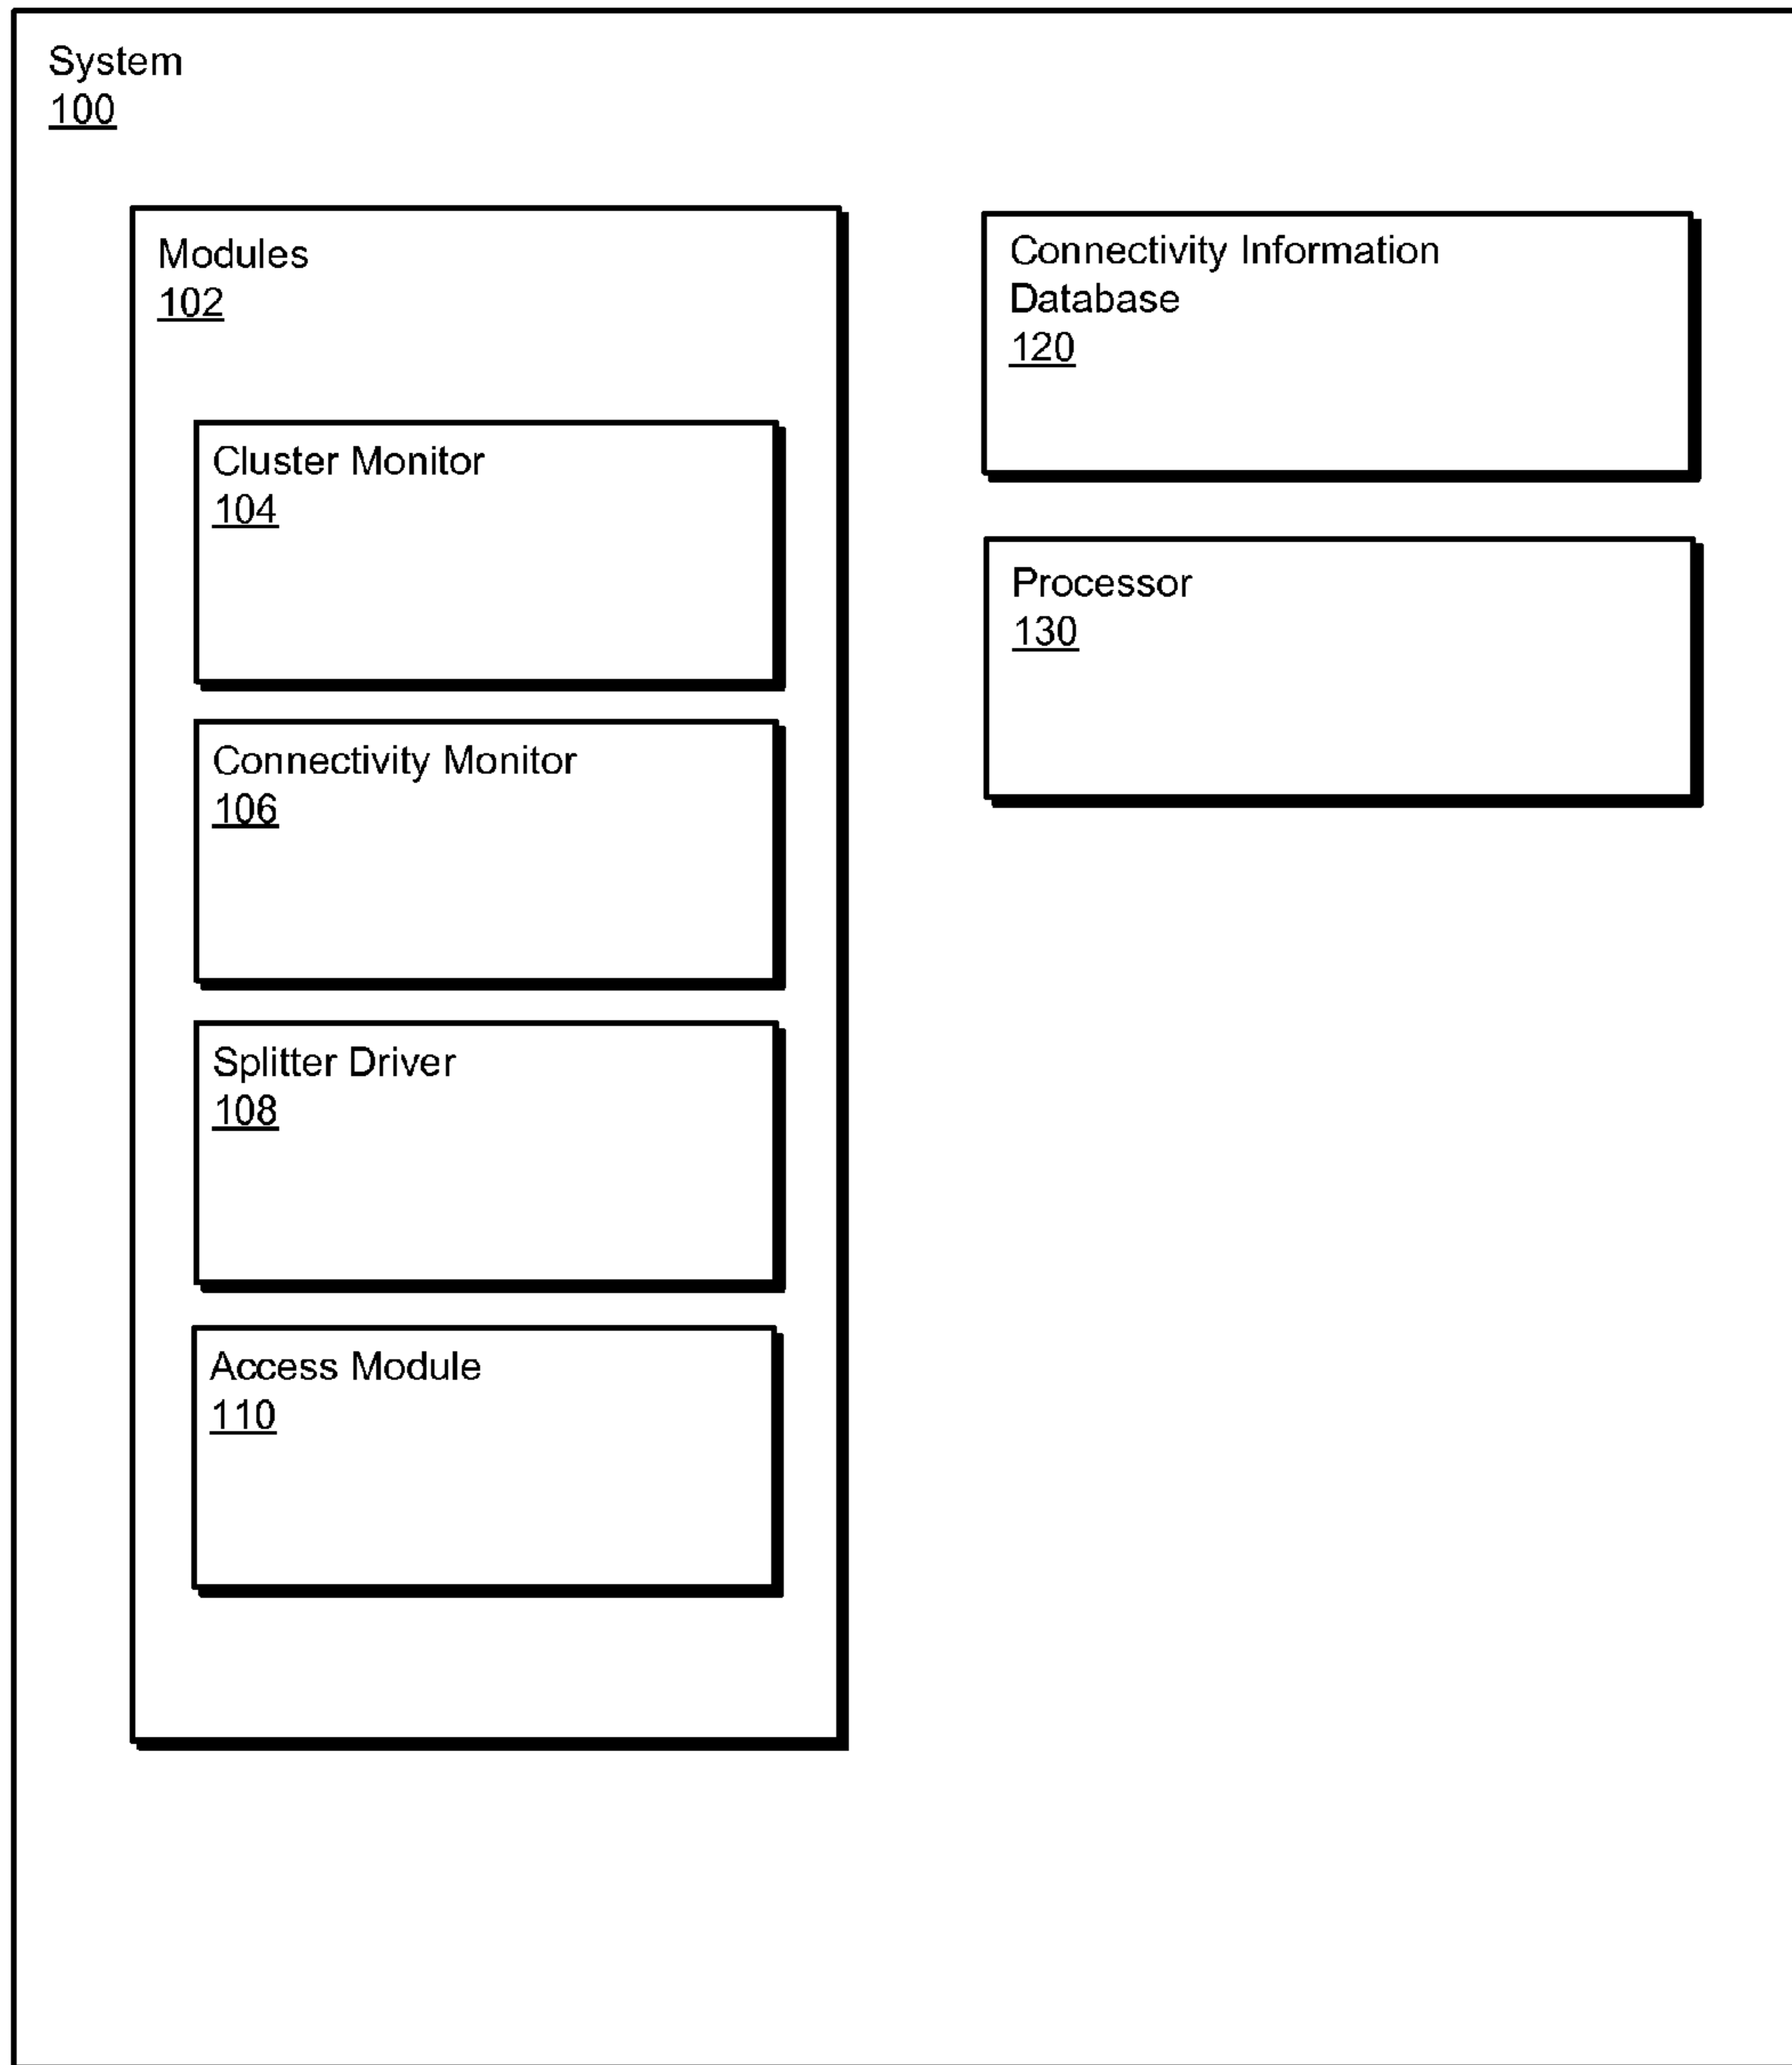 System
100
Modules
102
Cluster Monitor
104
Connectivity Monitor
106
Splitter Driver
108
Access Module
110
Connectivity Information
Database
120
Processor
130